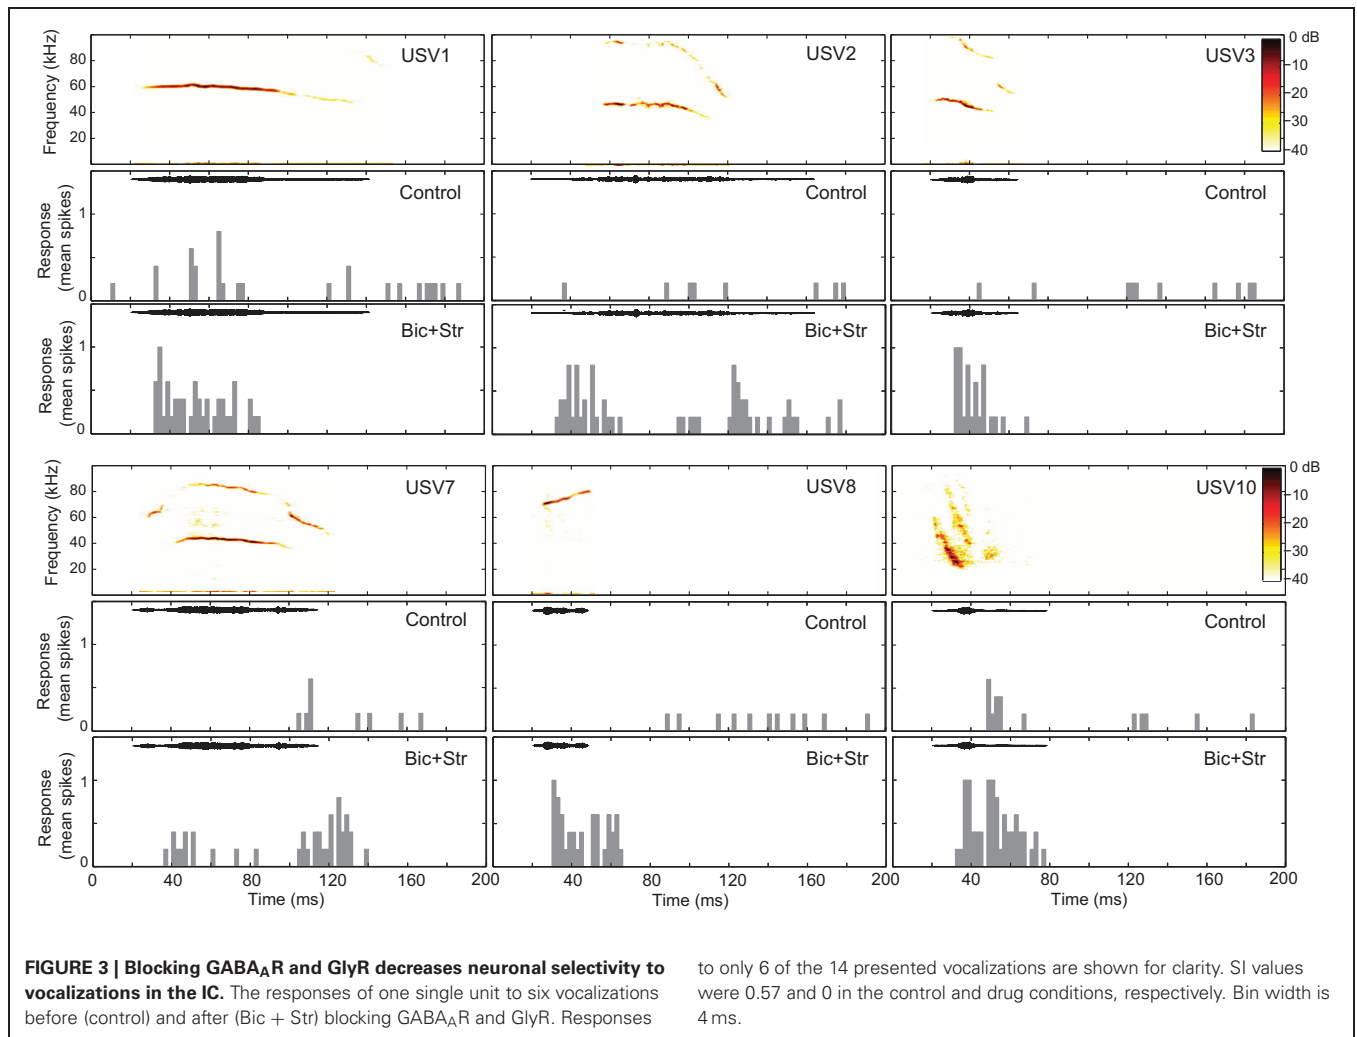 USV1
USV2
USV3
Frequency (kHz)
80
60
40
20
0 dB
-10
-20
-30
-40
Control
Control
Control
Response
(mean spikes)
1
0
Bic+Str
Bic+Str
Bic+Str
Response
(mean spikes)
1
0
USV7
USV8
USV10
Frequency (kHz)
80
60
40
20
0 dB
-10
-20
-30
-40
Control
Control
Control
Response
(mean spikes)
1
0
Bic+Str
Bic+Str
Bic+Str
Response
(mean spikes)
1
0
0 40 80 120 160 200 40 80 120 160 200 40 80 120 160 200
Time (ms) Time (ms) Time (ms)
FIGURE 3 | Blocking GABAAR and GlyR decreases neuronal selectivity to
vocalizations in the IC. The responses of one single unit to six vocalizations
before (control) and after (Bic + Str) blocking GABAAR and GlyR. Responses
to only 6 of the 14 presented vocalizations are shown for clarity. SI values
were 0.57 and 0 in the control and drug conditions, respectively. Bin width is
4 ms.